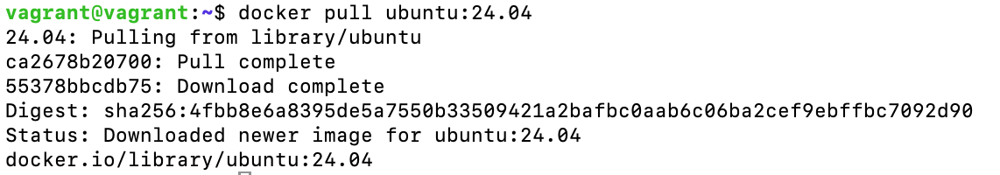 vagrant@vagrant:~$ docker pull ubuntu:24.04
24.04: Pulling from library/ubuntu
ca2678b20700: Pull complete
55378bbcdb75: Download complete
Digest: sha256:4fbb8e6a8395de5a7550b33509421a2bafbc0aab6c06ba2cef9ebffbc7092d90
Status: Downloaded newer image for ubuntu:24.04
docker.io/library/ubuntu:24.04